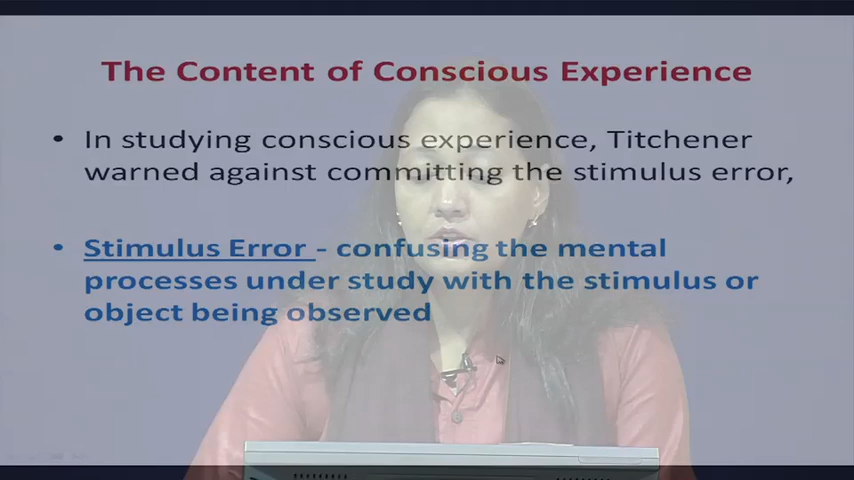 The Content of Conscious Experience
• In studying conscious experience, Titchener
warned against committing the stimulus error,
• Stimulus Error - confusing the mental
processes under study with the stimulus or
object being observed